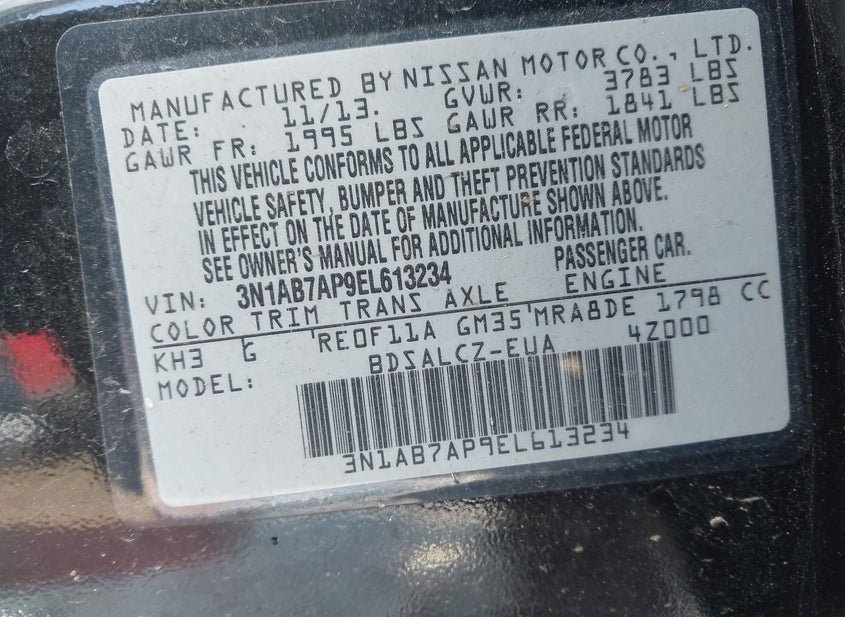 MANUFACTURED BY NISSAN MOTOR CO., LTD.
DATE: 11/13. GVWR: 3783 LBS
GAWR FR: 1995 LBS GAWR RR: 1841 LBS
THIS VEHICLE CONFORMS TO ALL APPLICABLE FEDERAL MOTOR
VEHICLE SAFETY, BUMPER AND THEFT PREVENTION STANDARDS
IN EFFECT ON THE DATE OF MANUFACTURE SHOWN ABOVE.
SEE OWNER'S MANUAL FOR ADDITIONAL INFORMATION.
VIN: 3N1AB7AP9EL613234 PASSENGER CAR.
COLOR TRIM TRANS AXLE ENGINE
KH3 G RE0F11A GM35 MRA8DE 1798 CC
MODEL: BDSALCZ-EUA 4Z000
3N1AB7AP9EL613234